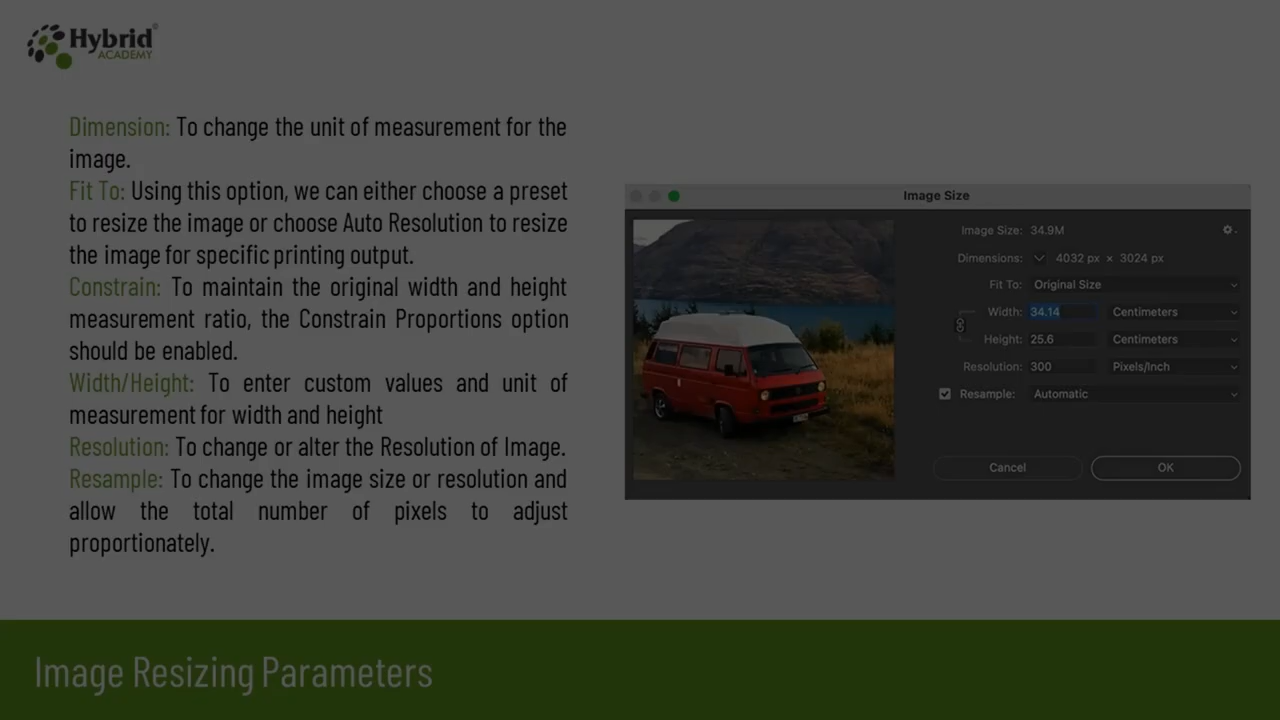 Hybrid
ACADEMY
Dimension: To change the unit of measurement for the
image.
Fit To: Using this option, we can either choose a preset
to resize the image or choose Auto Resolution to resize
the image for specific printing output.
Constrain: To maintain the original width and height
measurement ratio, the Constrain Proportions option
should be enabled.
Width/Height: To enter custom values and unit of
measurement for width and height
Resolution: To change or alter the Resolution of Image.
Resample: To change the image size or resolution and
allow the total number of pixels to adjust
proportionately.
Image Size
Image Size: 34.9M
Dimensions: 4032 px × 3024 px
Fit To: Original Size
Width: 34.14 Centimeters
Height: 25.6 Centimeters
Resolution: 300 Pixels/Inch
Resample: Automatic
Cancel OK
Image Resizing Parameters